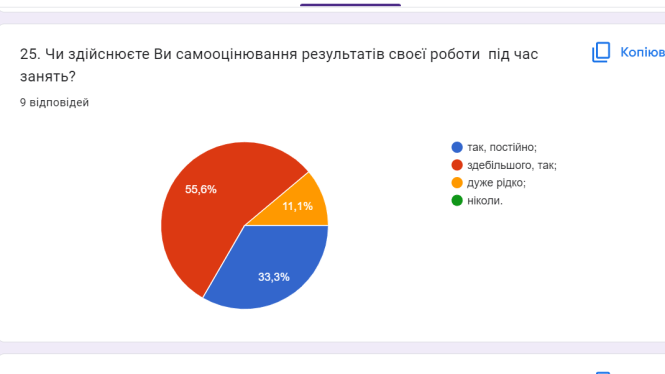 25. Чи здійснюєте Ви самооцінювання результатів своєї роботи під час
занять?
Копіюв
9 відповідей
так, постійно;
здебільшого, так;
дуже рідко;
ніколи.
55,6%
11,1%
33,3%